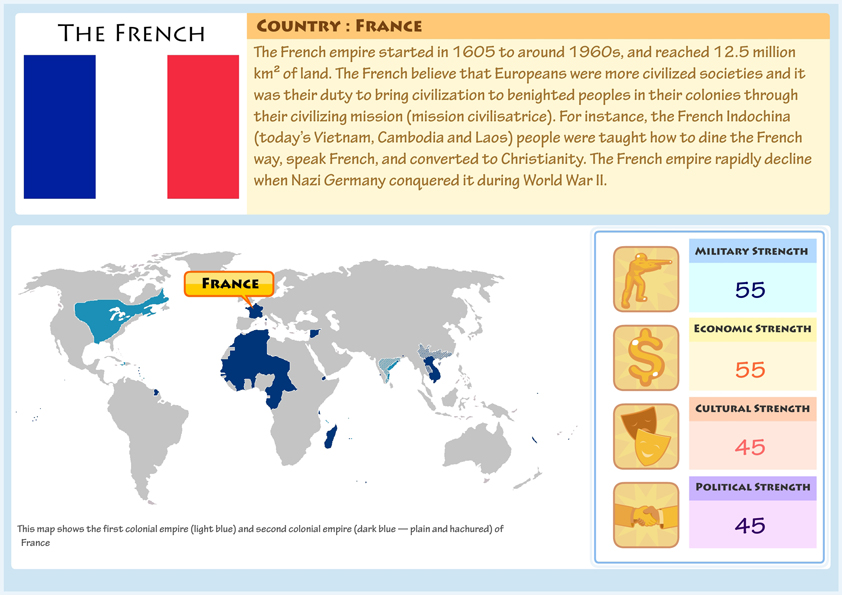 The French
Country : France
The French empire started in 1605 to around 1960s, and reached 12.5 million
km² of land. The French believe that Europeans were more civilized societies and it
was their duty to bring civilization to benighted peoples in their colonies through
their civilizing mission (mission civilisatrice). For instance, the French Indochina
(today's Vietnam, Cambodia and Laos) people were taught how to dine the French
way, speak French, and converted to Christianity. The French empire rapidly decline
when Nazi Germany conquered it during World War II.
France
This map shows the first colonial empire (light blue) and second colonial empire (dark blue — plain and hachured) of
France
Military Strength
55
Economic Strength
55
Cultural Strength
45
Political Strength
45